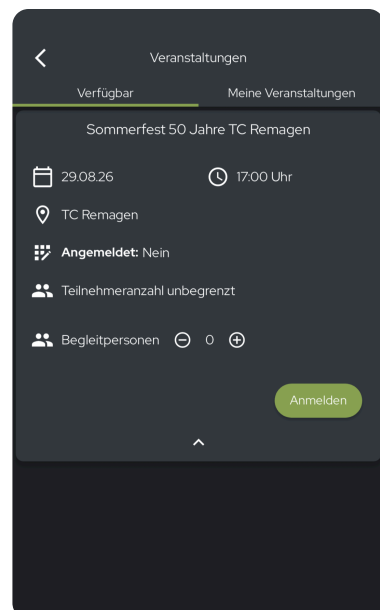 Veranstaltungen
Verfügbar Meine Veranstaltungen
Sommerfest 50 Jahre TC Remagen
29.08.26 17:00 Uhr
TC Remagen
Angemeldet: Nein
Teilnehmeranzahl unbegrenzt
Begleitpersonen 0
Anmelden